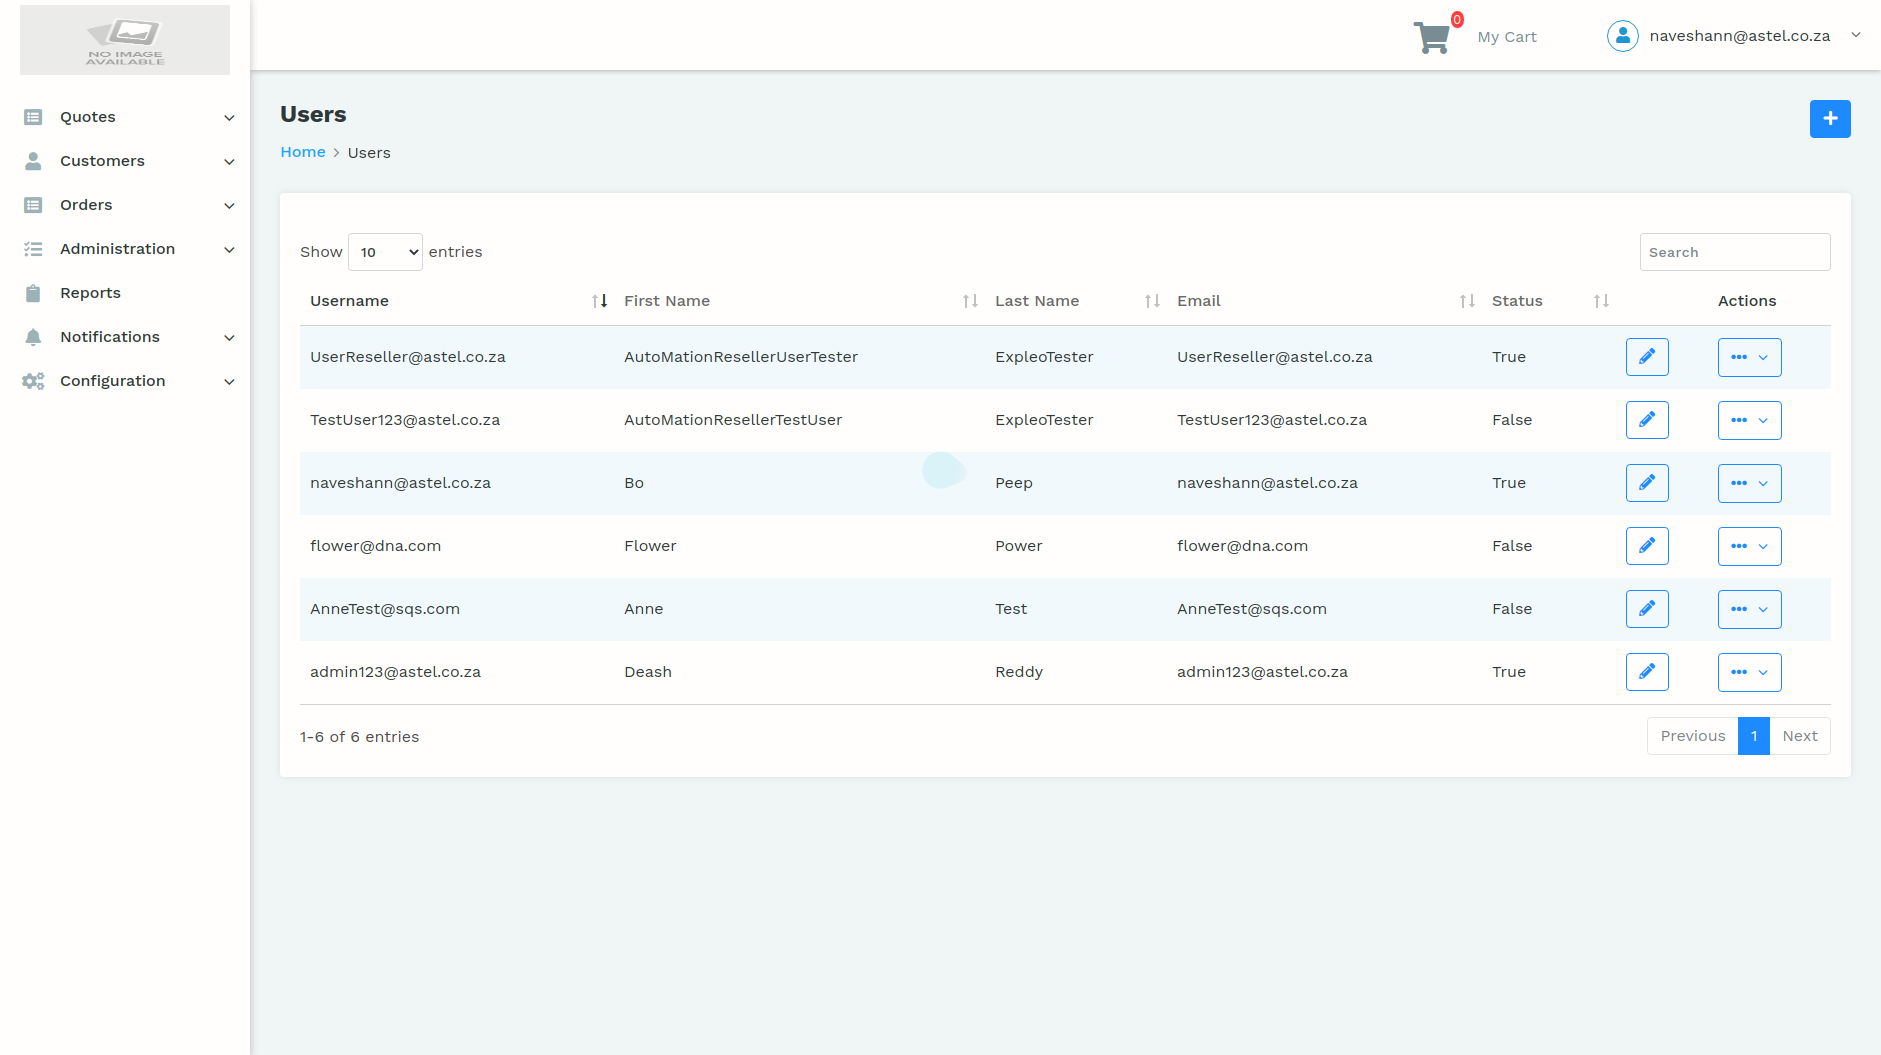 NO IMAGE
AVAILABLE
0
My Cart
naveshann@astel.co.za
Quotes
Customers
Orders
Administration
Reports
Notifications
Configuration
Users
Home > Users
Show 10 entries
Search
Username First Name Last Name Email Status Actions
UserReseller@astel.co.za AutoMationResellerUserTester ExpleoTester UserReseller@astel.co.za True
TestUser123@astel.co.za AutoMationResellerTestUser ExpleoTester TestUser123@astel.co.za False
naveshann@astel.co.za Bo Peep naveshann@astel.co.za True
flower@dna.com Flower Power flower@dna.com False
AnneTest@sqs.com Anne Test AnneTest@sqs.com False
admin123@astel.co.za Deash Reddy admin123@astel.co.za True
1-6 of 6 entries
Previous 1 Next